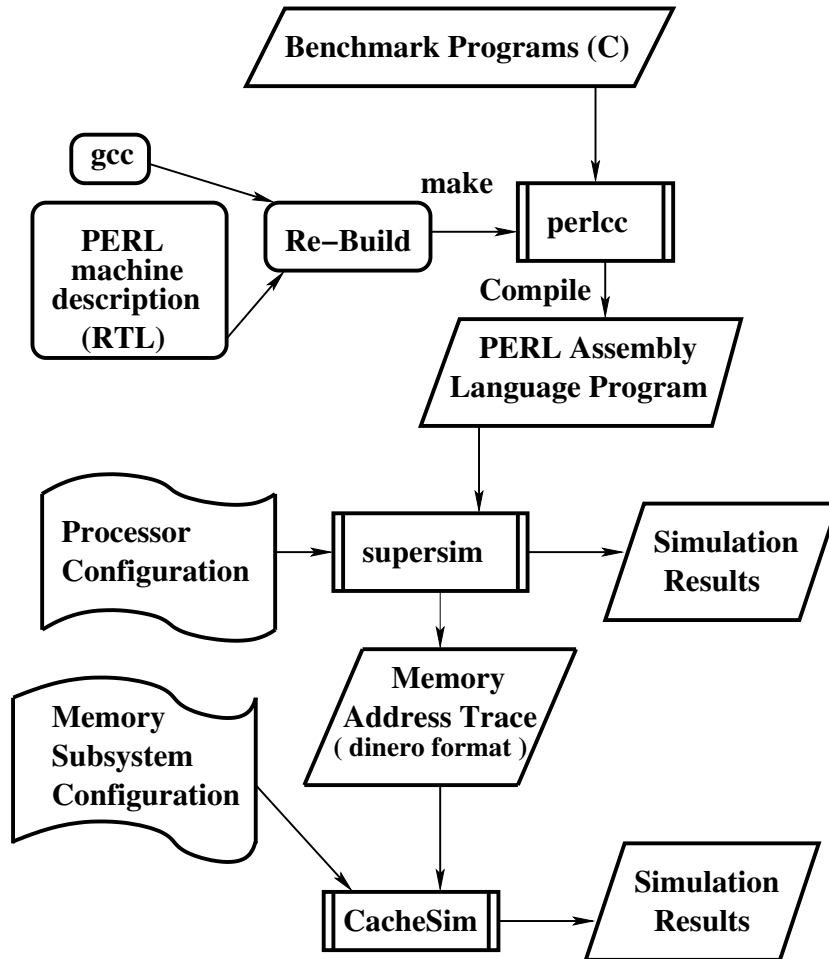 Benchmark Programs (C)
gcc
make
PERL
machine
description
(RTL)
Re-Build
perlcc
Compile
PERL Assembly
Language Program
Processor
Configuration
supersim
Simulation
Results
Memory
Address Trace
( dinero format )
Memory
Subsystem
Configuration
CacheSim
Simulation
Results